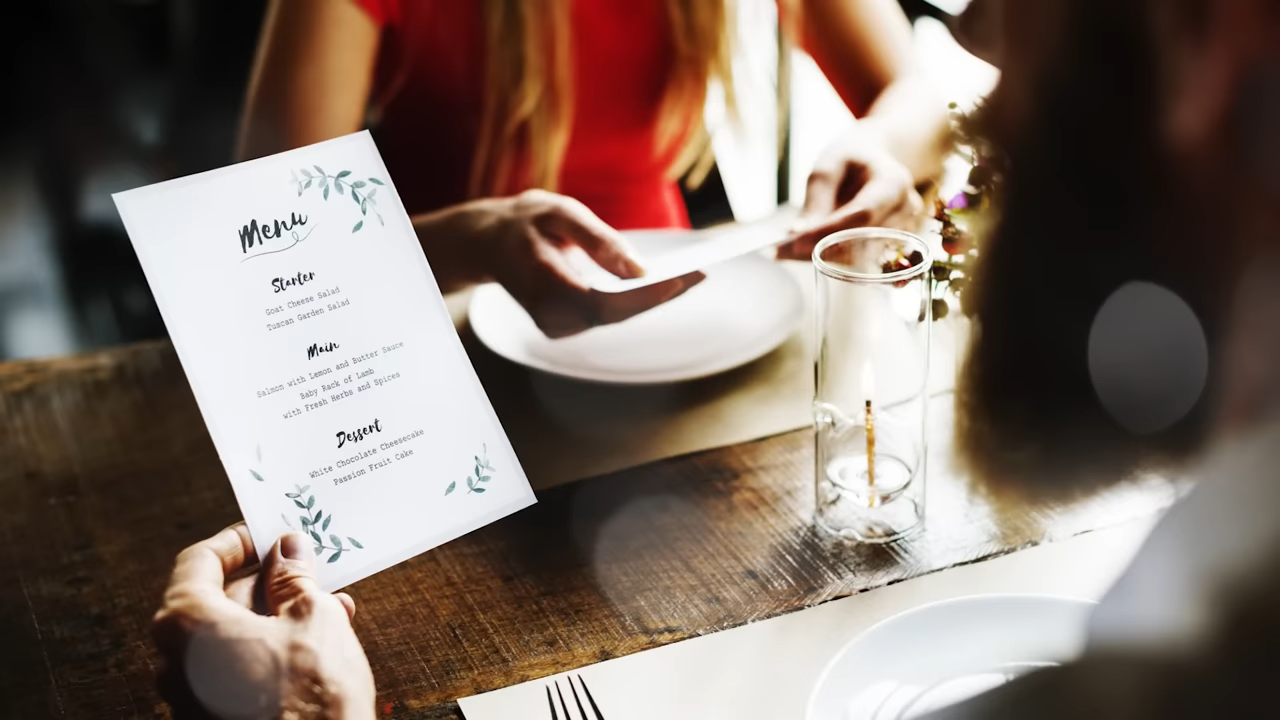 Menu
Starter
Goat Cheese Salad
Tuscan Garden Salad
Main
Salmon with Lemon and Butter Sauce
Baby Rack of Lamb
with Fresh Herbs and Spices
Dessert
White Chocolate Cheesecake
Passion Fruit Cake